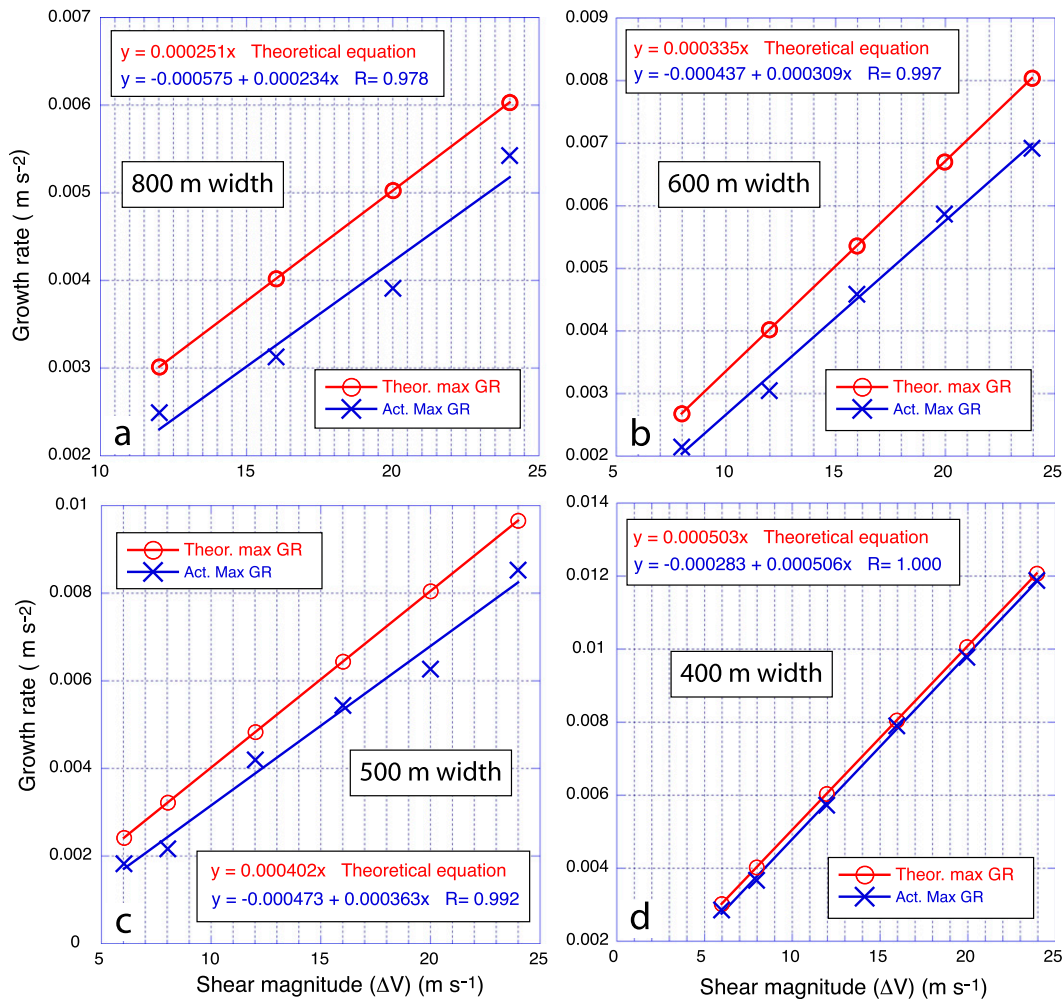 y = 0.000251x Theoretical equation
y = -0.000575 + 0.000234x R= 0.978
0.007
0.006
0.005
0.004
0.003
0.002
Growth rate ( m s-2)
800 m width
Theor. max GR
Act. Max GR
a
10 15 20 25
y = 0.000335x Theoretical equation
y = -0.000437 + 0.000309x R= 0.997
0.009
0.008
0.007
0.006
0.005
0.004
0.003
0.002
600 m width
Theor. max GR
Act. Max GR
b
5 10 15 20 25
0.01
0.008
0.006
0.004
0.002
0
Growth rate ( m s-2)
Theor. max GR
Act. Max GR
500 m width
y = 0.000402x Theoretical equation
y = -0.000473 + 0.000363x R= 0.992
c
5 10 15 20 25
Shear magnitude (ΔV) (m s-1)
0.014
0.012
0.01
0.008
0.006
0.004
0.002
y = 0.000503x Theoretical equation
y = -0.000283 + 0.000506x R= 1.000
400 m width
Theor. max GR
Act. Max GR
d
0 5 10 15 20 25
Shear magnitude (ΔV) (m s-1)